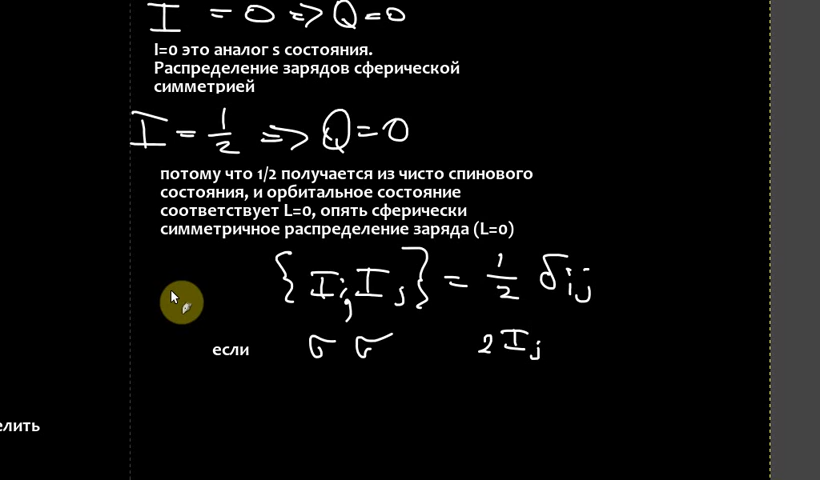 I = 0 => Q=0
I=0 это аналог s состояния.
Распределение зарядов сферической
симметрией
I = 1/2 => Q=0
потому что 1/2 получается из чисто спинового
состояния, и орбитальное состояние
соответствует L=0, опять сферически
симметричное распределение заряда (L=0)
{I_i, I_j} = 1/2 δ_ij
если σ σ 2I_j
елить